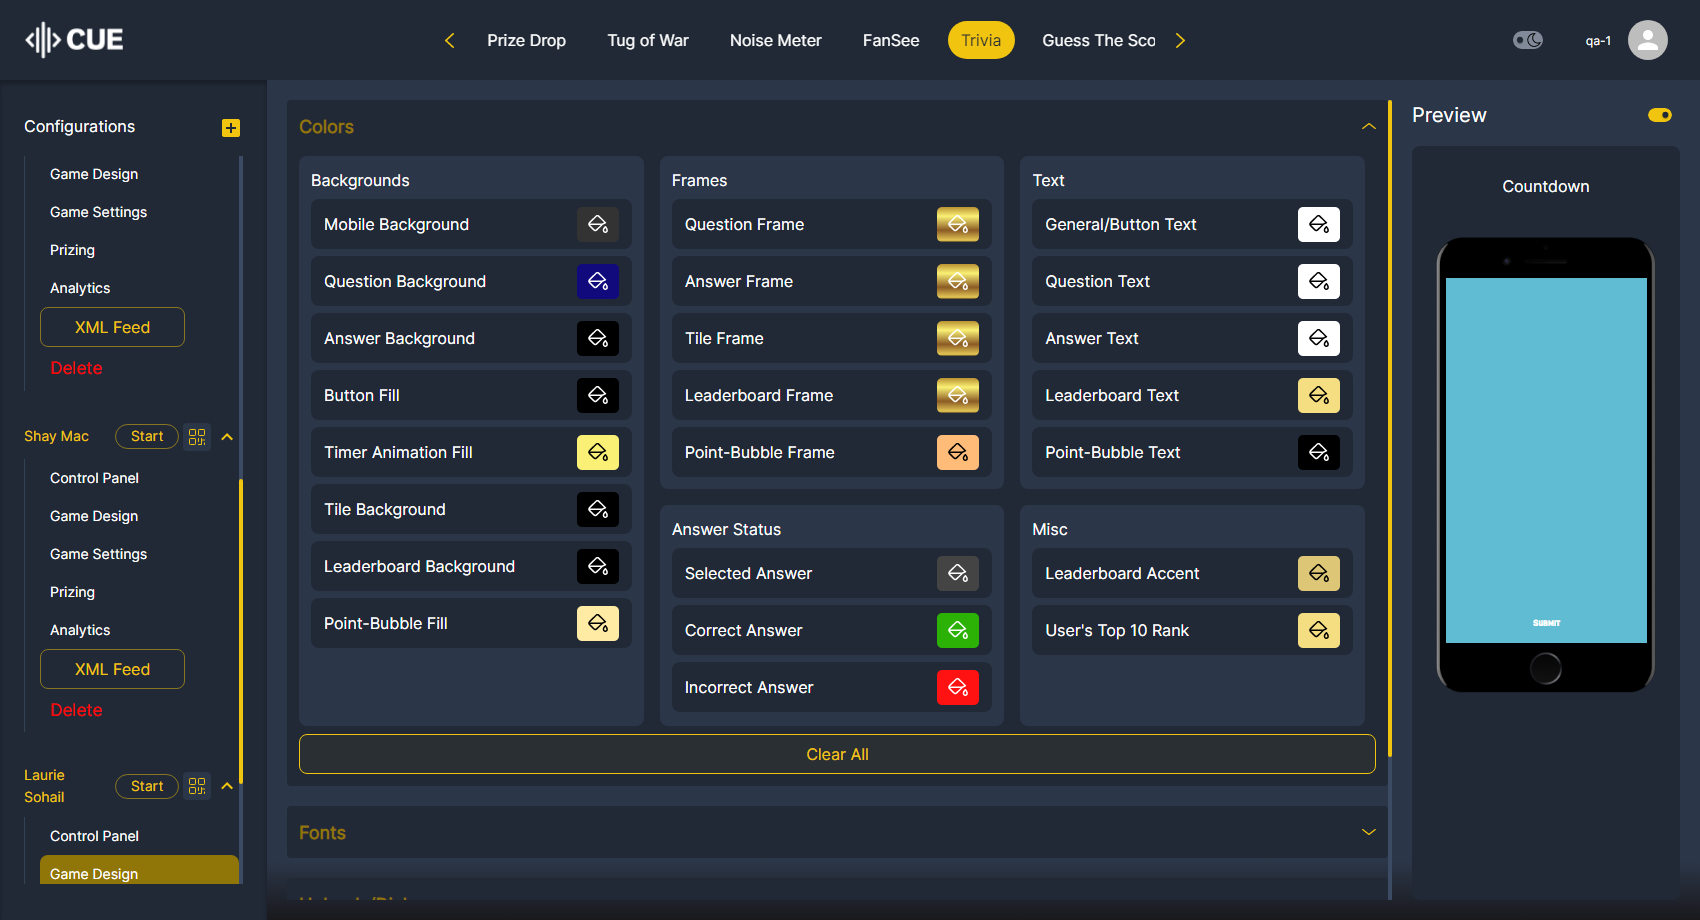 CUE
Prize Drop
Tug of War
Noise Meter
FanSee
Trivia
Guess The Sco
qa-1
Configurations
Game Design
Game Settings
Prizing
Analytics
XML Feed
Delete
Shay Mac
Start
Control Panel
Game Design
Game Settings
Prizing
Analytics
XML Feed
Delete
Laurie
Sohail
Start
Control Panel
Game Design
Colors
Backgrounds
Mobile Background
Question Background
Answer Background
Button Fill
Timer Animation Fill
Tile Background
Leaderboard Background
Point-Bubble Fill
Frames
Question Frame
Answer Frame
Tile Frame
Leaderboard Frame
Point-Bubble Frame
Text
General/Button Text
Question Text
Answer Text
Leaderboard Text
Point-Bubble Text
Answer Status
Selected Answer
Correct Answer
Incorrect Answer
Misc
Leaderboard Accent
User's Top 10 Rank
Clear All
Fonts
Preview
Countdown
SUBMIT